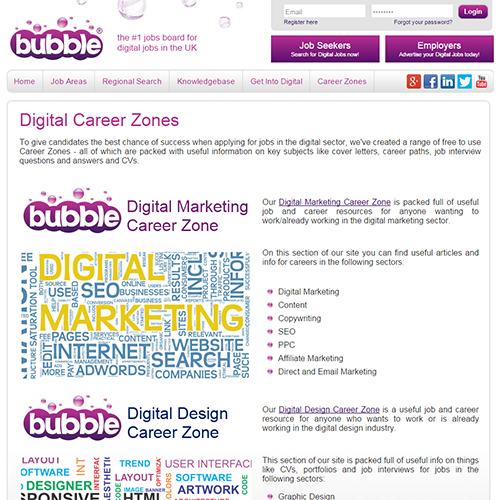 bubble®
the #1 jobs board for
digital jobs in the UK
Email
Login
Register here
Forgot your password?
Job Seekers
Search for Digital Jobs now!
Employers
Advertise your Digital Jobs today!
Home
Job Areas
Regional Search
Knowledgebase
Get Into Digital
Career Zones
Digital Career Zones
To give candidates the best chance of success when applying for jobs in the digital sector, we've created a range of free to use
Career Zones - all of which are packed with useful information on key subjects like cover letters, career paths, job interview
questions and answers and CVs.
bubble
Digital Marketing
Career Zone
Our Digital Marketing Career Zone is packed full of useful
job and career resources for anyone wanting to
work/already working in the digital marketing sector.
DIGITAL
SEO
MARKETING
INTERNET
WEBSITE
SEARCH
ADWORDS
COMPANIES
ONLINE
BUSINESSES
RESULTS
CONTENT
RELEVANT
On this section of our site you can find useful articles and
info for careers in the following sectors:
Digital Marketing
Content
Copywriting
SEO
PPC
Affiliate Marketing
Direct and Email Marketing
bubble
Digital Design
Career Zone
Our Digital Design Career Zone is a useful job and career
resource for anyone who wants to work or is already
working in the digital design industry.
LAYOUT
SOFTWARE
DESIGNER
TREND
USER INTERFACE
LAYOUT
SOFTWARE
ARTWORK
HTML
This section of our site is packed full of useful info on things
like CVs, portfolios and job interviews for jobs in the
following sectors:
Graphic Design